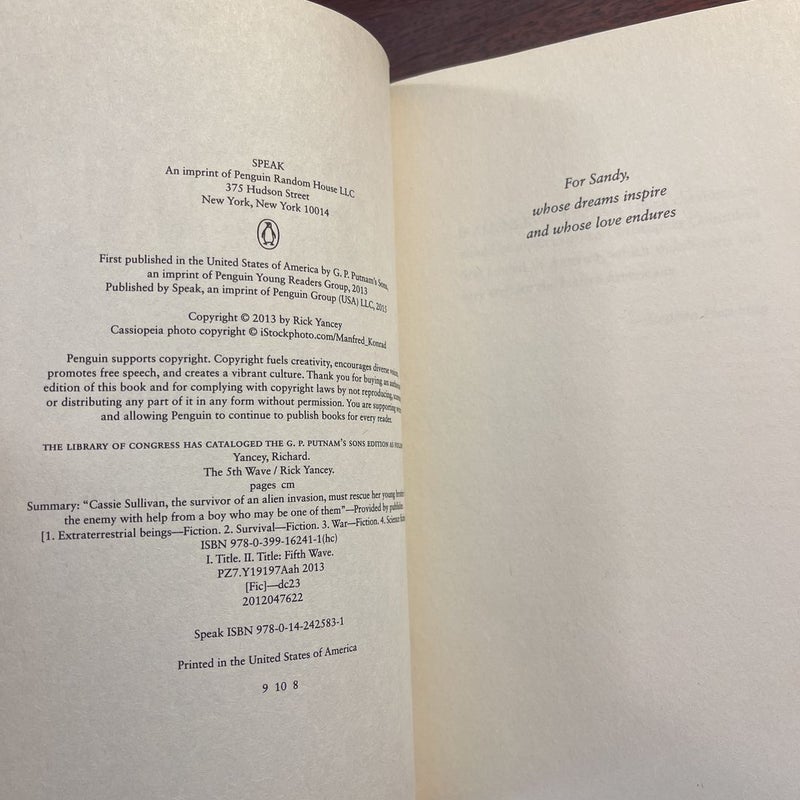 SPEAK
An imprint of Penguin Random House LLC
375 Hudson Street
New York, New York 10014
First published in the United States of America by G. P. Putnam's Sons,
an imprint of Penguin Young Readers Group, 2013
Published by Speak, an imprint of Penguin Group (USA) LLC, 2015
Copyright © 2013 by Rick Yancey
Cassiopeia photo copyright © iStockphoto.com/Manfred_Konrad
Penguin supports copyright. Copyright fuels creativity, encourages diverse
promotes free speech, and creates a vibrant culture. Thank you for buying an
edition of this book and for complying with copyright laws by not reproducing,
or distributing any part of it in any form without permission. You are supporting
and allowing Penguin to continue to publish books for every reader.
THE LIBRARY OF CONGRESS HAS CATALOGED THE G. P. PUTNAM'S SONS EDITION AS
Yancey, Richard.
The 5th Wave / Rick Yancey.
pages cm
Summary: "Cassie Sullivan, the survivor of an alien invasion, must rescue her young
the enemy with help from a boy who may be one of them"—Provided by
[1. Extraterrestrial beings—Fiction. 2. Survival—Fiction. 3. War—Fiction. 4. Science
ISBN 978-0-399-16241-1(hc)
I. Title. II. Title: Fifth Wave.
PZ7.Y19197Aah 2013
[Fic]—dc23
2012047622
Speak ISBN 978-0-14-242583-1
Printed in the United States of America
9 10 8
For Sandy,
whose dreams inspire
and whose love endures